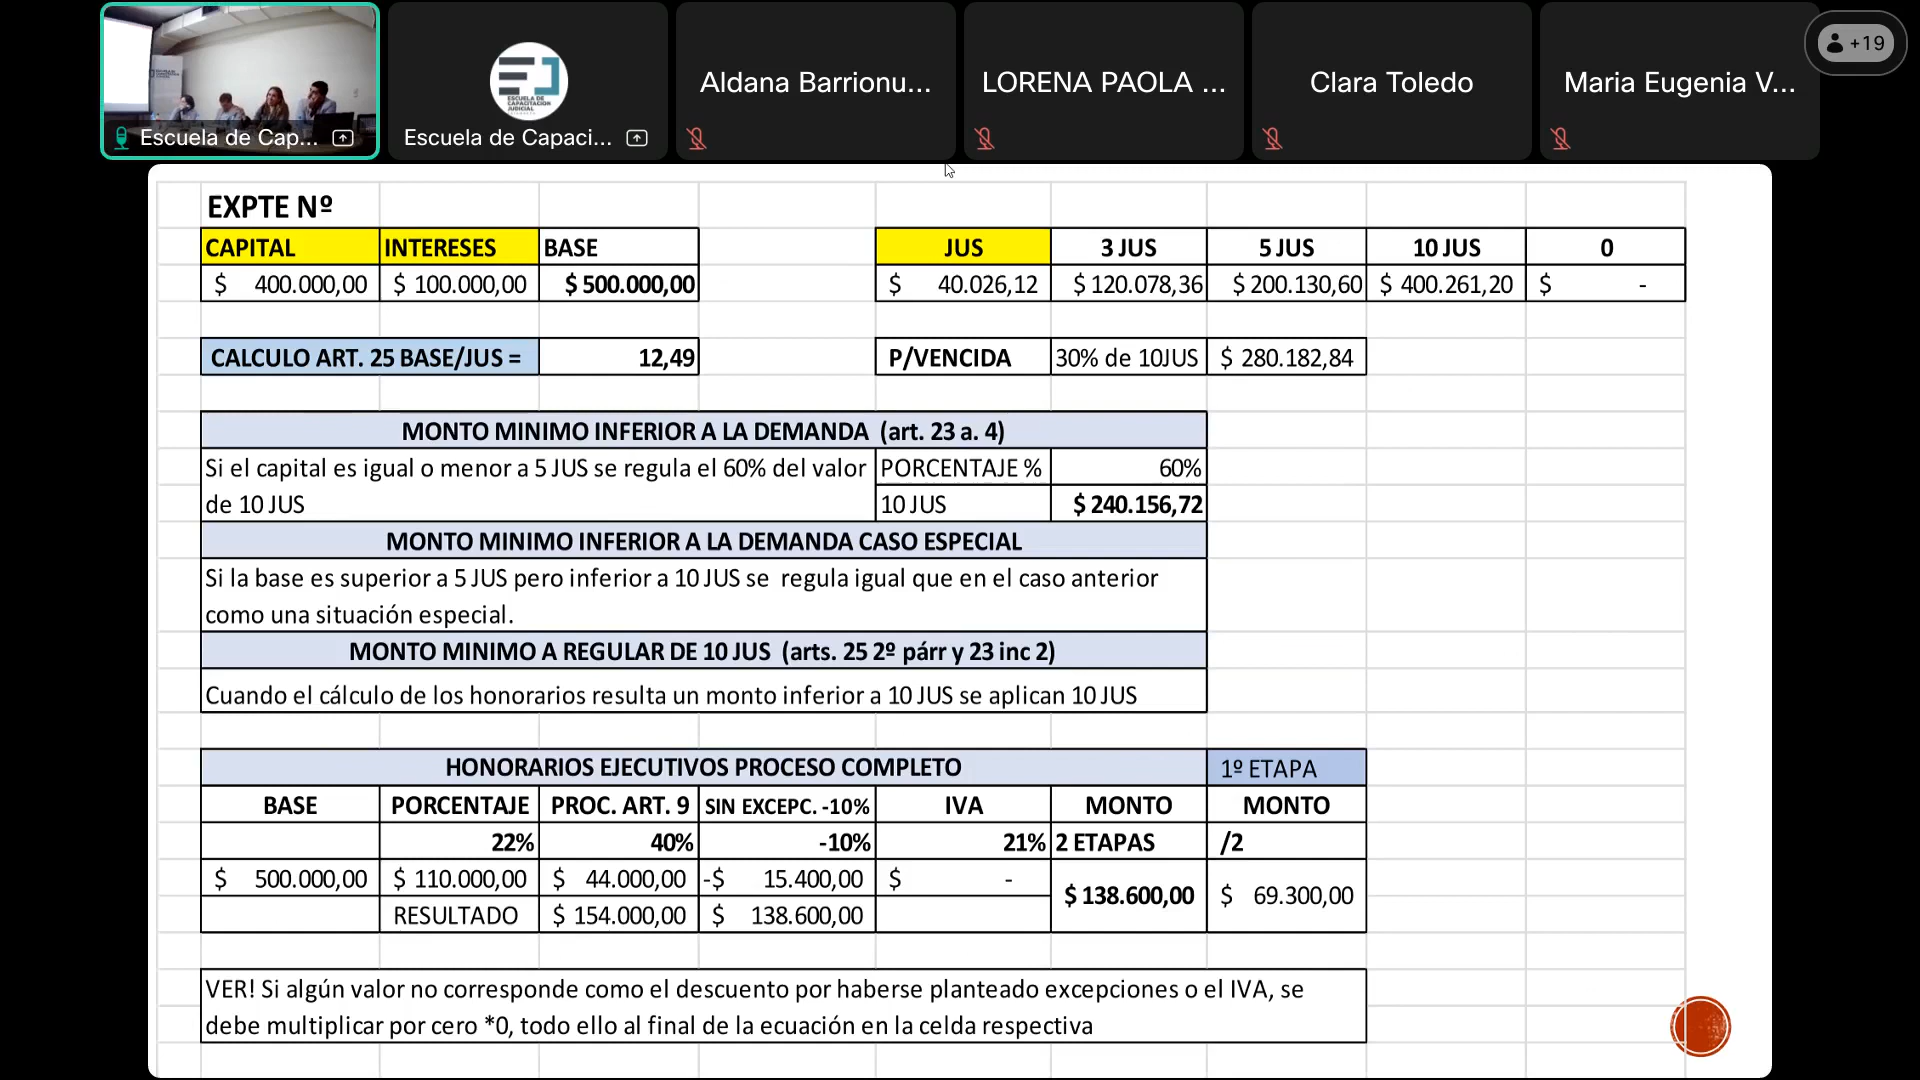 Escuela de Cap...
ESCUELA DE
CAPACITACIÓN
JUDICIAL
Escuela de Capaci...
Aldana Barrionu...
LORENA PAOLA ...
Clara Toledo
Maria Eugenia V...
+19
EXPTE Nº
CAPITAL INTERESES BASE JUS 3 JUS 5 JUS 10 JUS 0
$ 400.000,00 $ 100.000,00 $ 500.000,00 $ 40.026,12 $ 120.078,36 $ 200.130,60 $ 400.261,20 $ -
CALCULO ART. 25 BASE/JUS = 12,49 P/VENCIDA 30% de 10JUS $ 280.182,84
MONTO MINIMO INFERIOR A LA DEMANDA (art. 23 a. 4)
Si el capital es igual o menor a 5 JUS se regula el 60% del valor PORCENTAJE % 60%
de 10 JUS 10 JUS $ 240.156,72
MONTO MINIMO INFERIOR A LA DEMANDA CASO ESPECIAL
Si la base es superior a 5 JUS pero inferior a 10 JUS se regula igual que en el caso anterior
como una situación especial.
MONTO MINIMO A REGULAR DE 10 JUS (arts. 25 2º párr y 23 inc 2)
Cuando el cálculo de los honorarios resulta un monto inferior a 10 JUS se aplican 10 JUS
HONORARIOS EJECUTIVOS PROCESO COMPLETO 1º ETAPA
BASE PORCENTAJE PROC. ART. 9 SIN EXCEPC. -10% IVA MONTO MONTO
22% 40% -10% 21% 2 ETAPAS /2
$ 500.000,00 $ 110.000,00 $ 44.000,00 -$ 15.400,00 $ - $ 138.600,00 $ 69.300,00
RESULTADO $ 154.000,00 $ 138.600,00
VER! Si algún valor no corresponde como el descuento por haberse planteado excepciones o el IVA, se
debe multiplicar por cero *0, todo ello al final de la ecuación en la celda respectiva